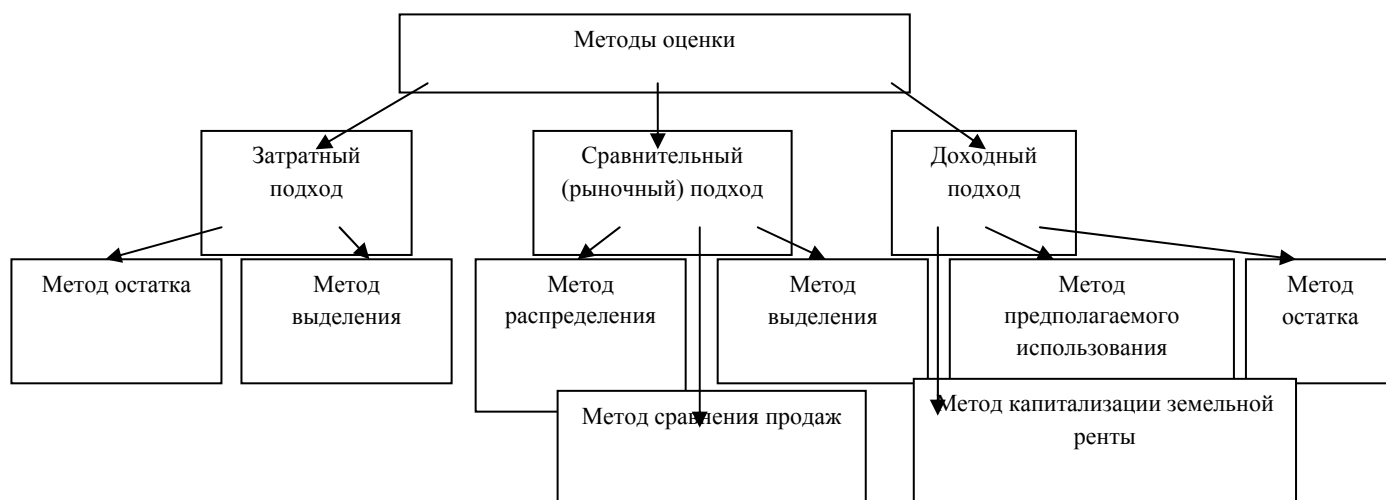 Методы оценки
Затратный
подход
Сравнительный
(рыночный) подход
Доходный
подход
Метод остатка
Метод
выделения
Метод
распределения
Метод
выделения
Метод
предполагаемого
использования
Метод
остатка
Метод сравнения продаж
Метод капитализации земельной
ренты